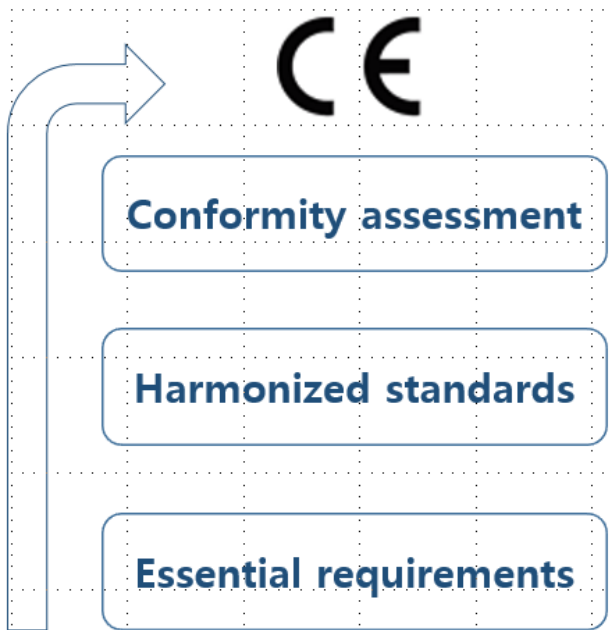 CE
Conformity assessment
Harmonized standards
Essential requirements